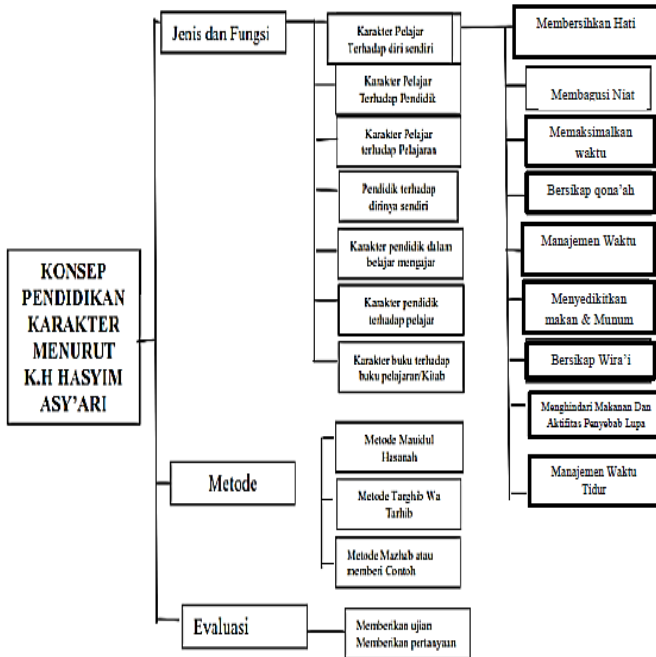 KONSEP
PENDIDIKAN
KARAKTER
MENURUT
K.H HASYIM
ASY'ARI
Jenis dan Fungsi
Karakter Pelajar
Terhadap diri sendiri
Karakter Pelajar
Terhadap Pendidik
Karakter Pelajar
terhadap Pelajaran
Pendidik terhadap
dirinya sendiri
Karakter pendidik dalam
belajar mengajar
Karakter pendidik
terhadap pelajar
Karakter buku terhadap
buku pelajaran/Kitab
Membersihkan Hati
Membagusi Niat
Memaksimalkan
waktu
Bersikap qona'ah
Manajemen Waktu
Menyedikitkan
makan & Munum
Bersikap Wira'i
Menghindari Makanan Dan
Aktifitas Penyebab Lupa
Manajemen Waktu
Tidur
Metode
Metode Mauidul
Hasanah
Metode Targhib Wa
Tarhib
Metode Mazhab atau
memberi Contoh
Evaluasi
Memberikan ujian
Memberikan pertanyaan